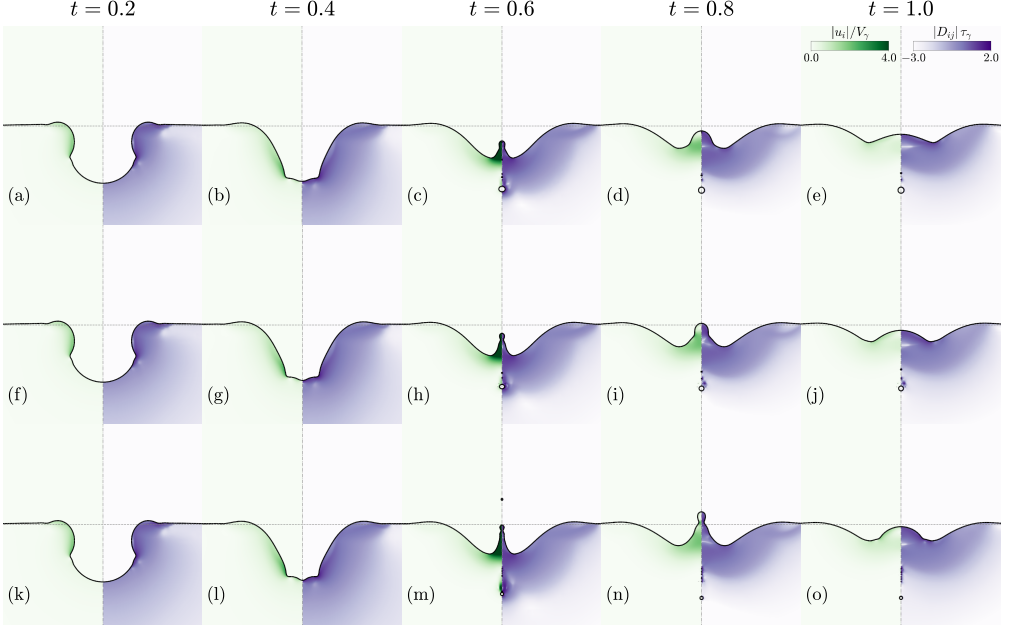 t = 0.2 t = 0.4 t = 0.6 t = 0.8 t = 1.0
|u_i|/V_γ |D_ij| τ_γ
0.0 4.0 −3.0 2.0
(a) (b) (c) (d) (e)
(f) (g) (h) (i) (j)
(k) (l) (m) (n) (o)